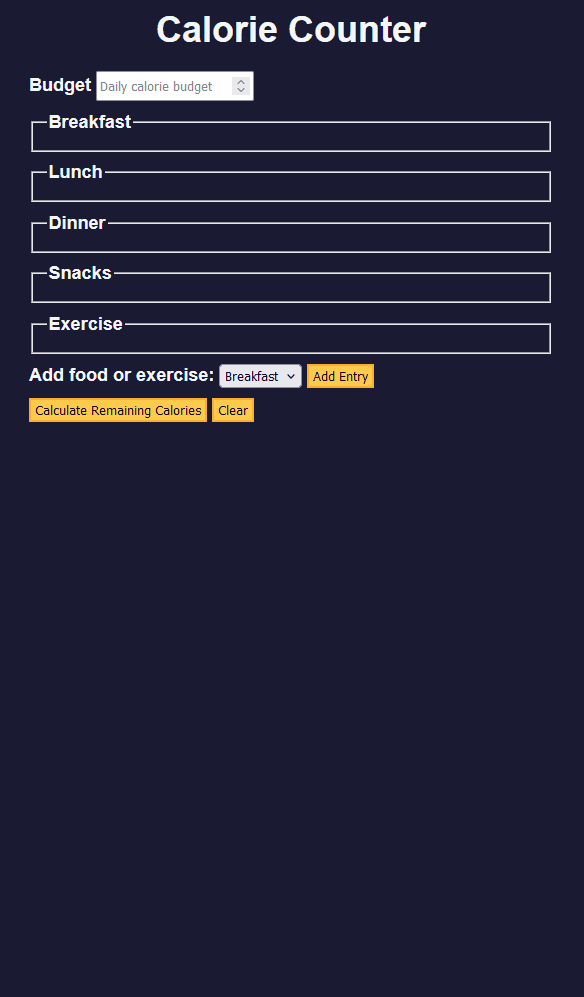 Calorie Counter
Budget Daily calorie budget
Breakfast
Lunch
Dinner
Snacks
Exercise
Add food or exercise: Breakfast Add Entry
Calculate Remaining Calories Clear